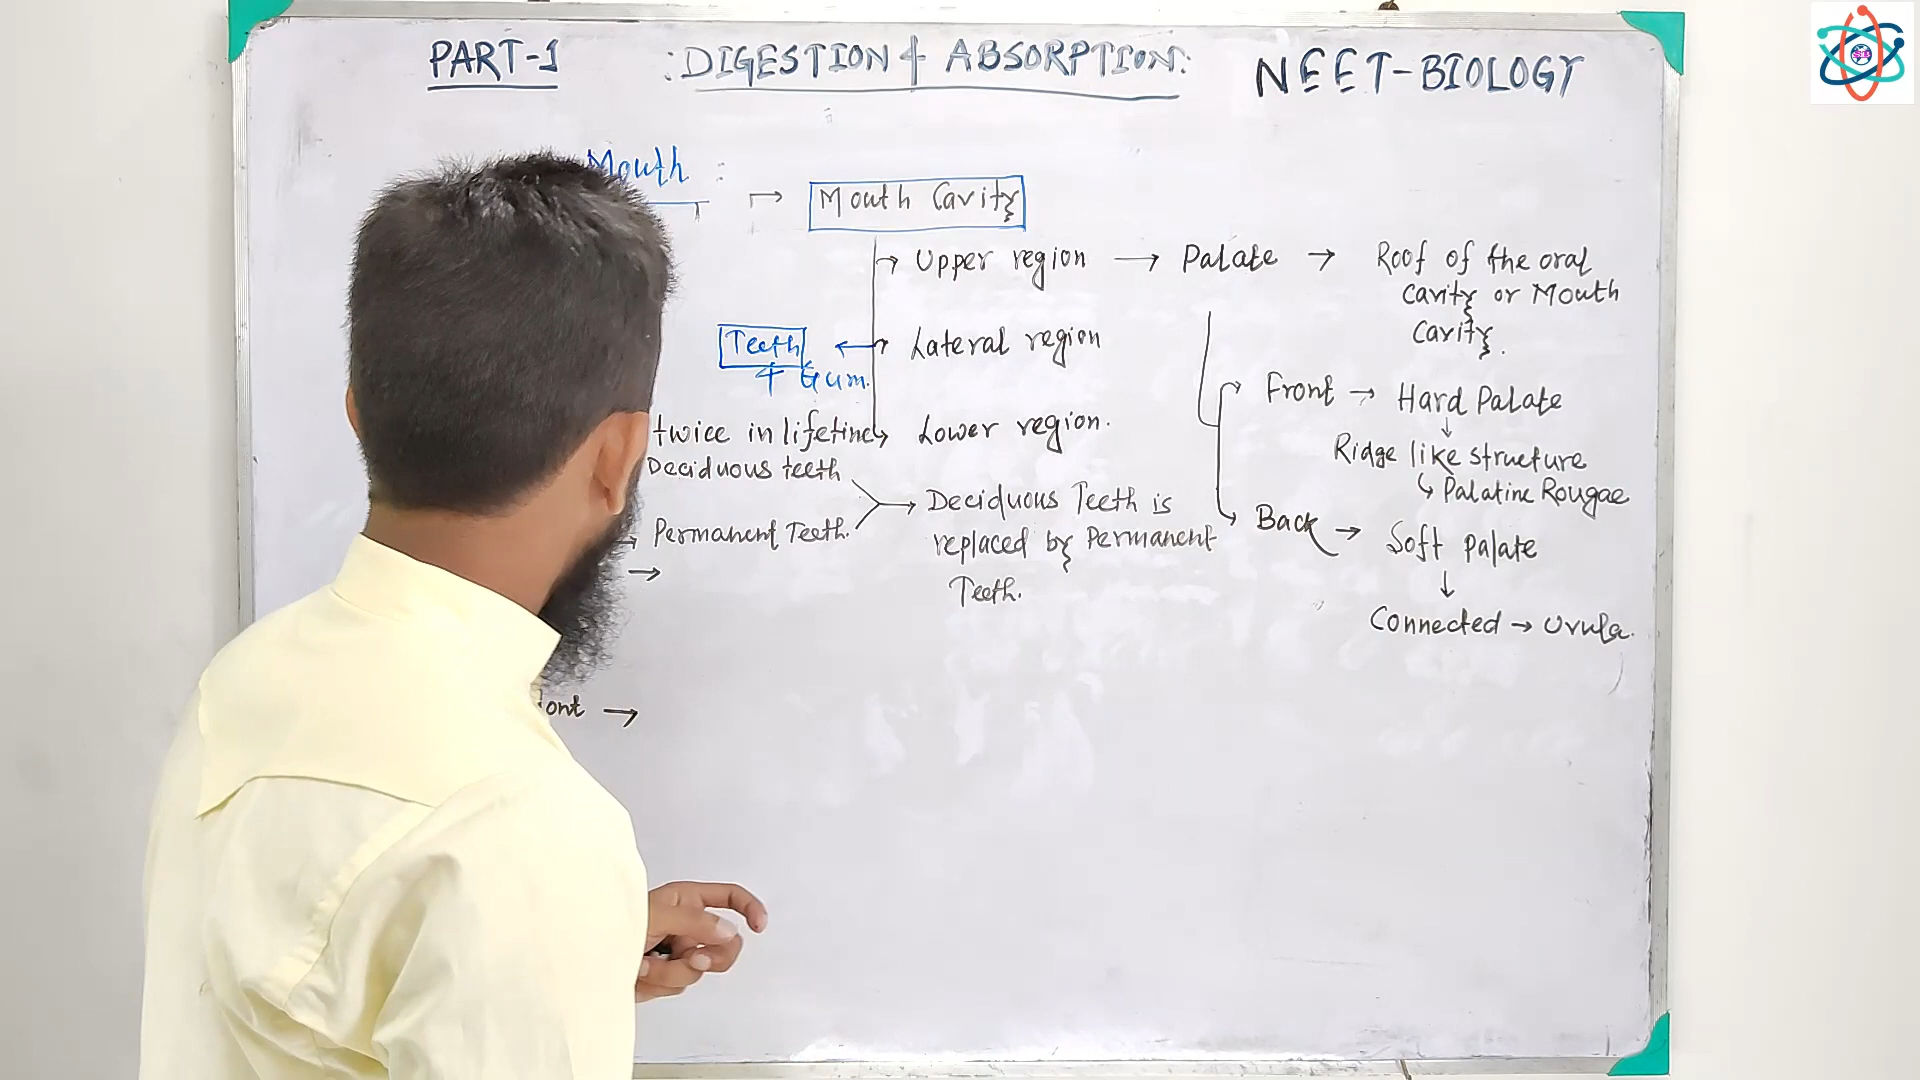 PART-1 : DIGESTION & ABSORPTION: NEET-BIOLOGY
Mouth :
→ Mouth Cavity
→ Upper region → Palate → Roof of the oral
Cavity or Mouth
Cavity.
Teeth ← Lateral region
& Gum.
Front → Hard Palate
↓
Ridge like structure
↳ Palatine Rougae
twice in lifetime → Lower region.
Deciduous teeth
Permanent Teeth. → Deciduous Teeth is
replaced by Permanent
Teeth.
→
Back → Soft palate
↓
Connected → Uvula.
dont →